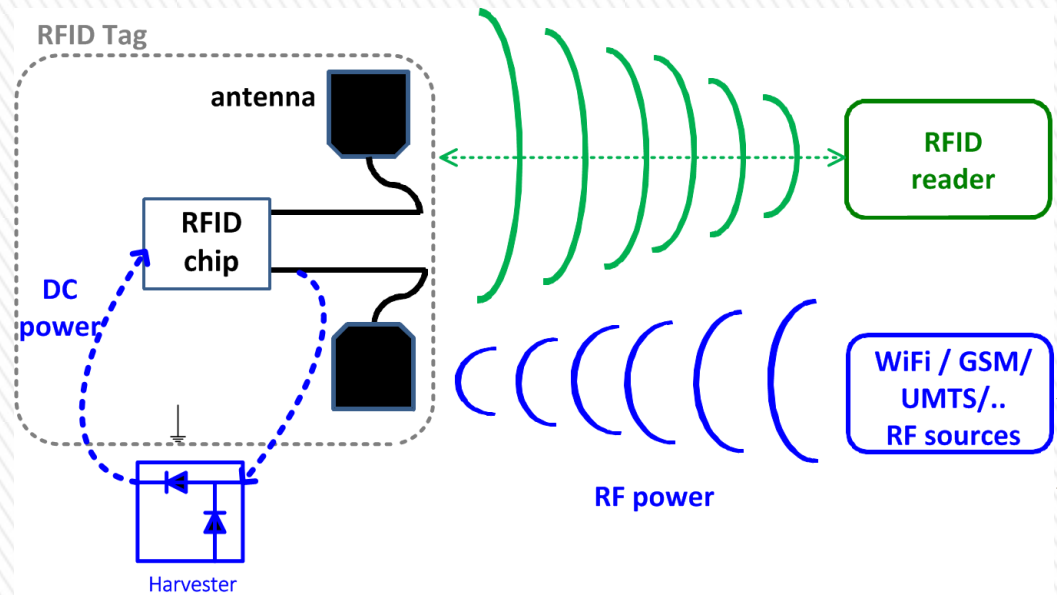 RFID Tag
antenna
RFID
chip
DC
power
Harvester
RFID
reader
WiFi / GSM/
UMTS/..
RF sources
RF power